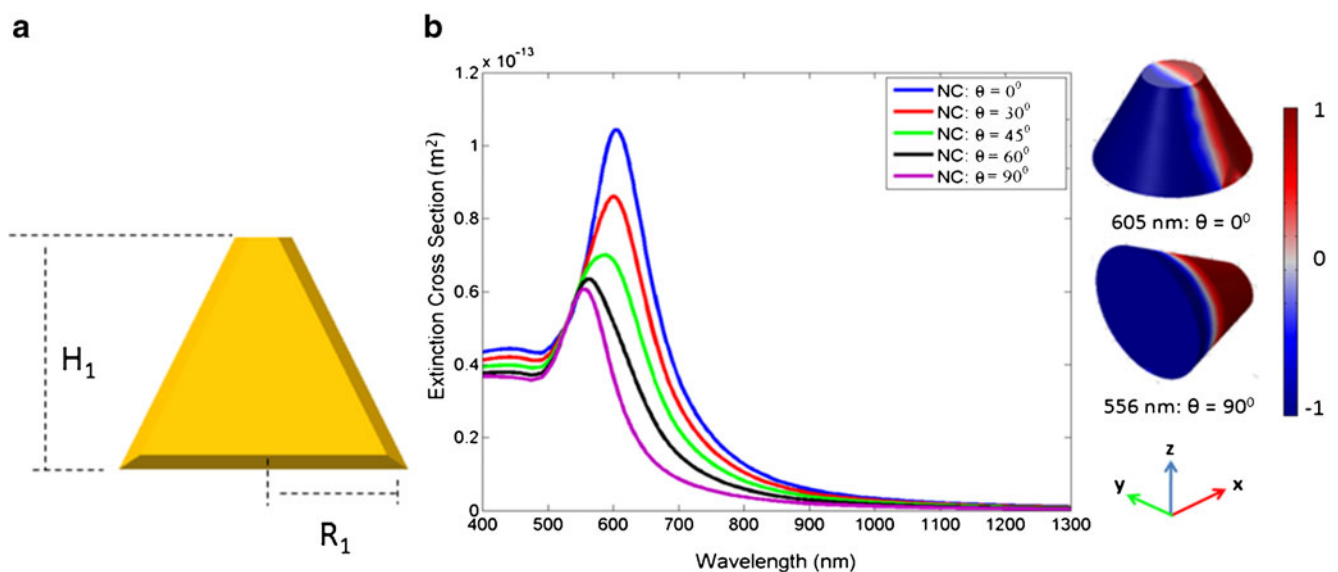 a
H₁
R₁
b
× 10⁻¹³
1.2
1
0.8
0.6
0.4
0.2
0
400 500 600 700 800 900 1000 1100 1200 1300
Extinction Cross Section (m²)
Wavelength (nm)
NC: θ = 0⁰
NC: θ = 30⁰
NC: θ = 45⁰
NC: θ = 60⁰
NC: θ = 90⁰
605 nm: θ = 0⁰
556 nm: θ = 90⁰
1
0
-1
z
y
x